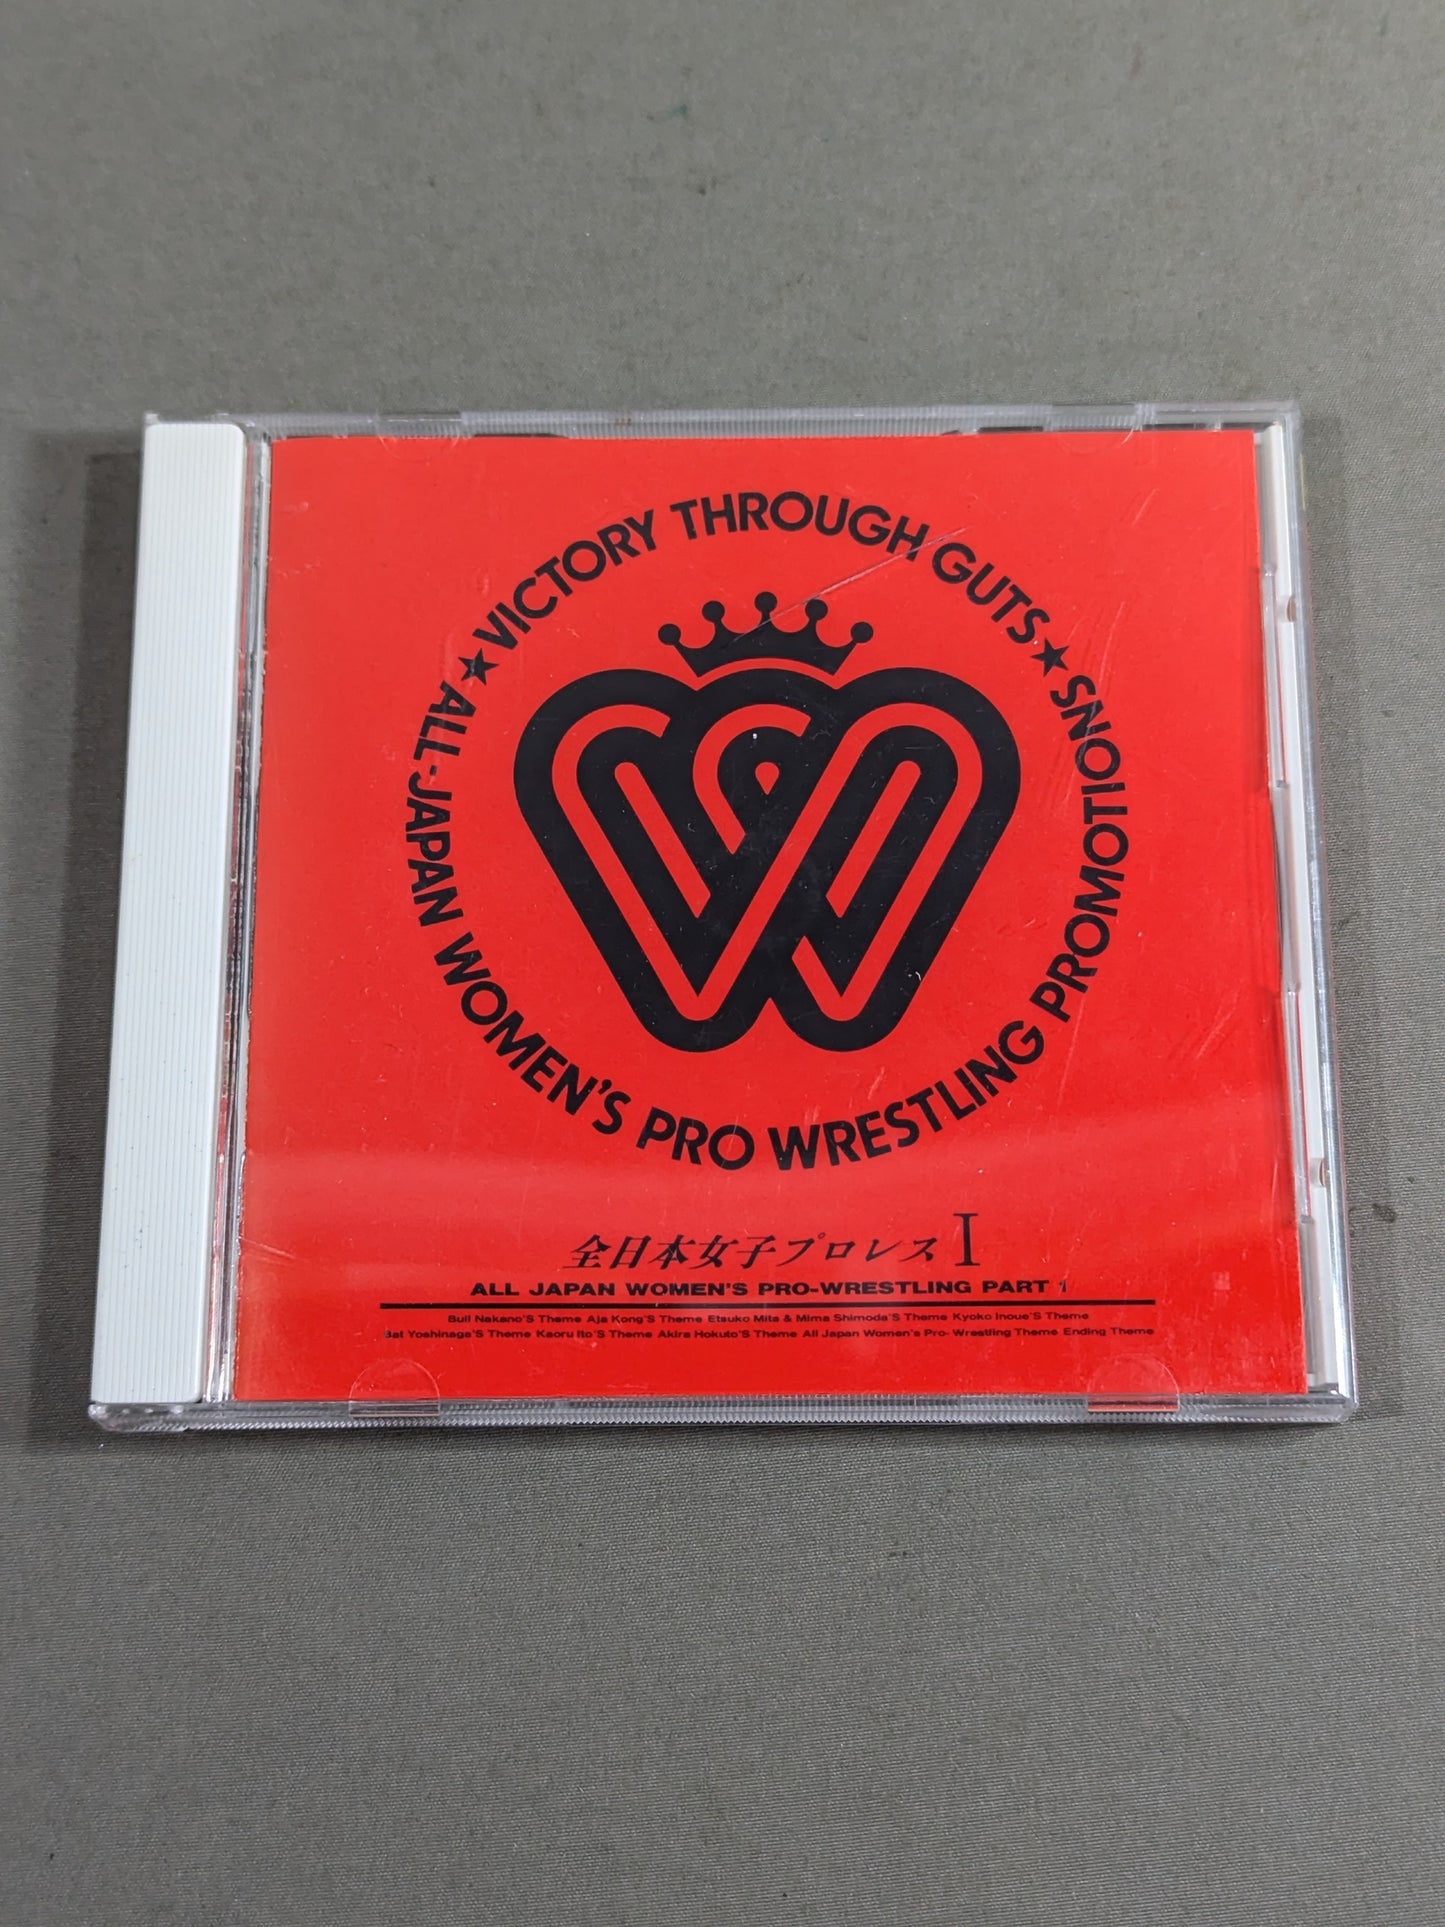 ★VICTORY THROUGH GUTS★
ALL-JAPAN WOMEN'S PRO WRESTLING PROMOTIONS
全日本女子プロレス I
ALL JAPAN WOMEN'S PRO-WRESTLING PART 1
Bull Nakano'S Theme Aja Kong'S Theme Etsuko Mita & Mima Shimoda'S Theme Kyoko Inoue'S Theme
Bat Yoshinaga'S Theme Kaoru Ito'S Theme Akira Hokuto'S Theme All Japan Women's Pro-Wrestling Theme Ending Theme